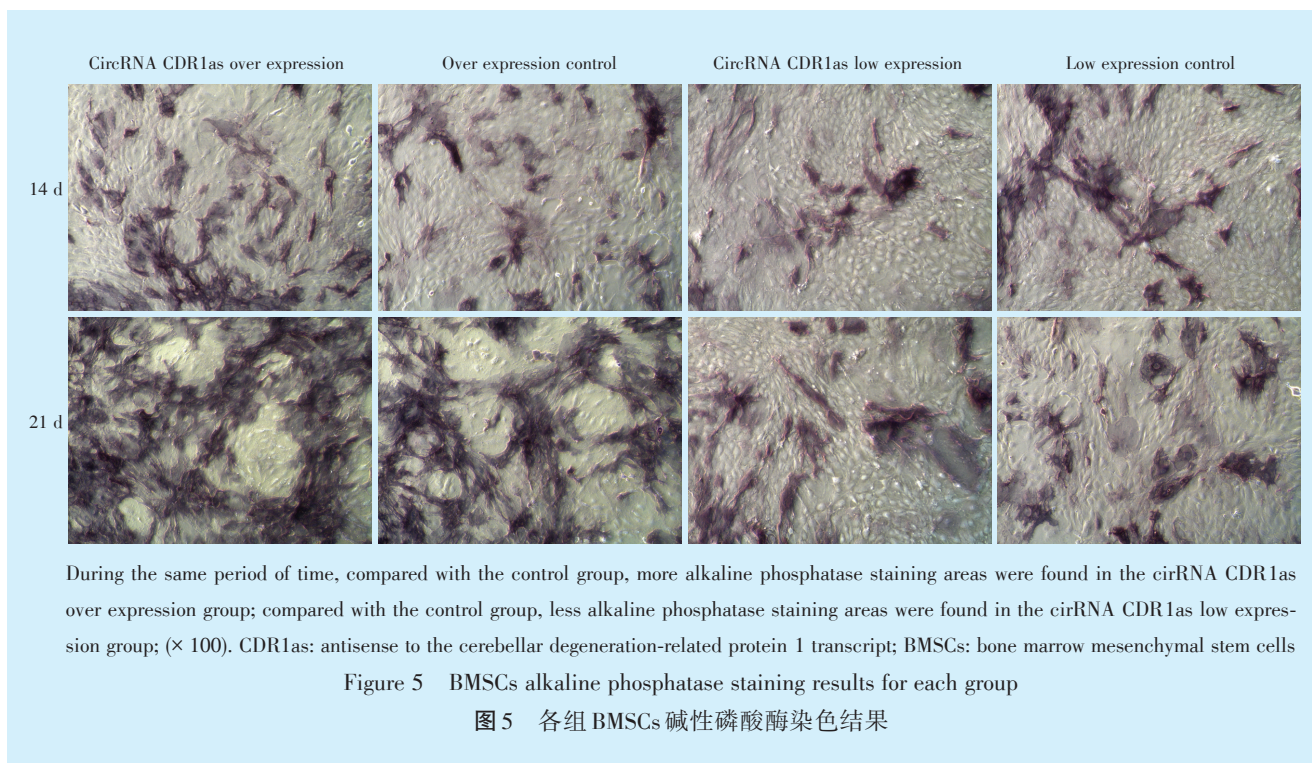 CircRNA CDR1as over expression
Over expression control
CircRNA CDR1as low expression
Low expression control
14 d
21 d
During the same period of time, compared with the control group, more alkaline phosphatase staining areas were found in the cirRNA CDR1as
over expression group; compared with the control group, less alkaline phosphatase staining areas were found in the cirRNA CDR1as low expres-
sion group; (× 100). CDR1as: antisense to the cerebellar degeneration-related protein 1 transcript; BMSCs: bone marrow mesenchymal stem cells
Figure 5 BMSCs alkaline phosphatase staining results for each group
图5 各组BMSCs碱性磷酸酶染色结果